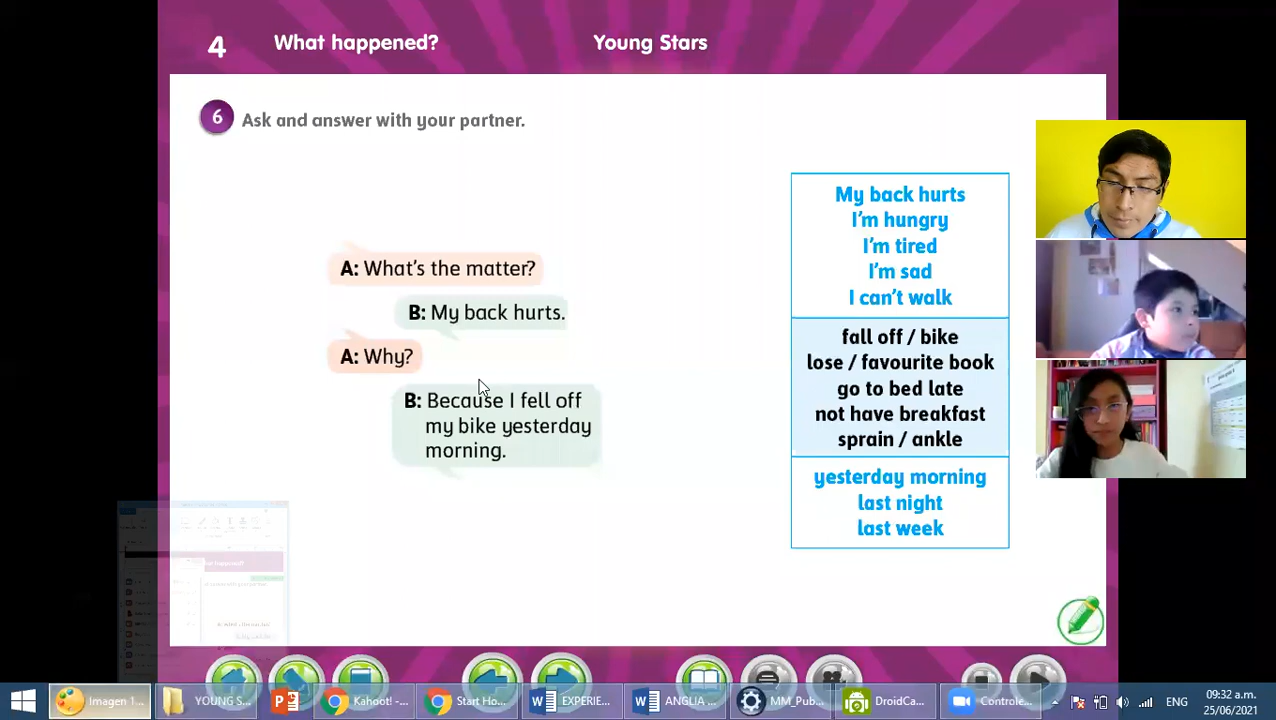 4 What happened? Young Stars
6 Ask and answer with your partner.
A: What's the matter?
B: My back hurts.
A: Why?
B: Because I fell off
my bike yesterday
morning.
My back hurts
I'm hungry
I'm tired
I'm sad
I can't walk
fall off / bike
lose / favourite book
go to bed late
not have breakfast
sprain / ankle
yesterday morning
last night
last week
Imagen 1... YOUNG S... Kahoot! -... Start Ho... EXPERIE... ANGLIA ... MM_Pub... DroidCa... Controle... ENG 09:32 a.m.
25/06/2021